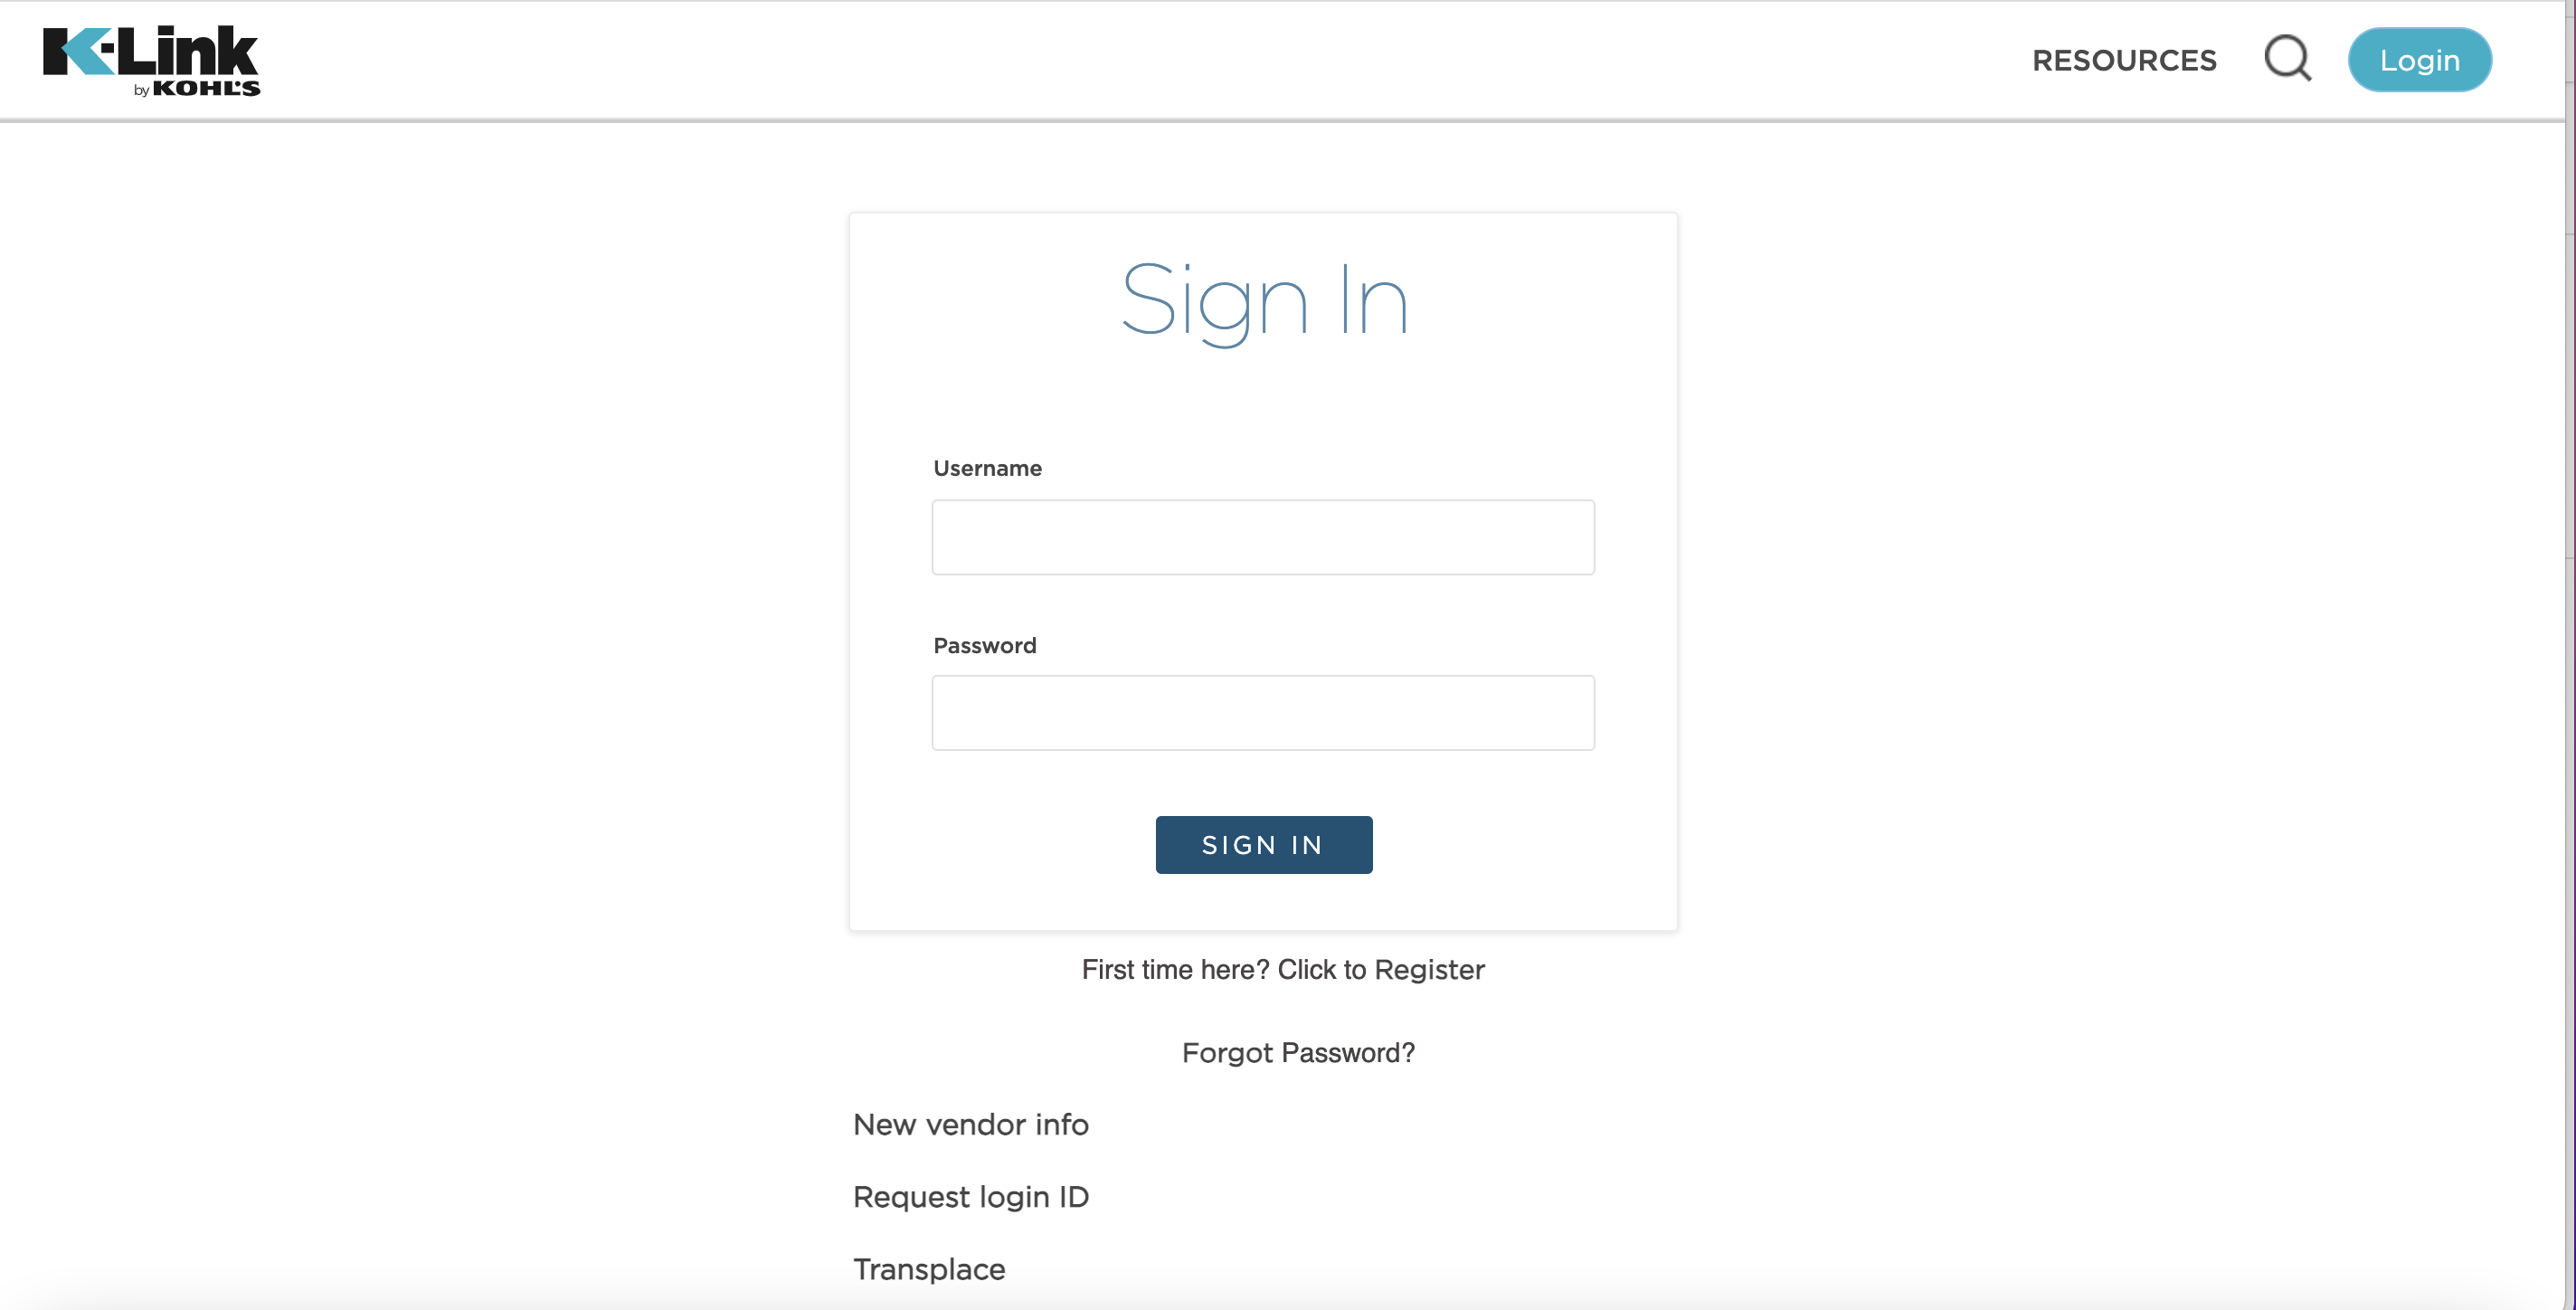 K-Link
by KOHL'S
RESOURCES
Login
Sign In
Username
Password
SIGN IN
First time here? Click to Register
Forgot Password?
New vendor info
Request login ID
Transplace